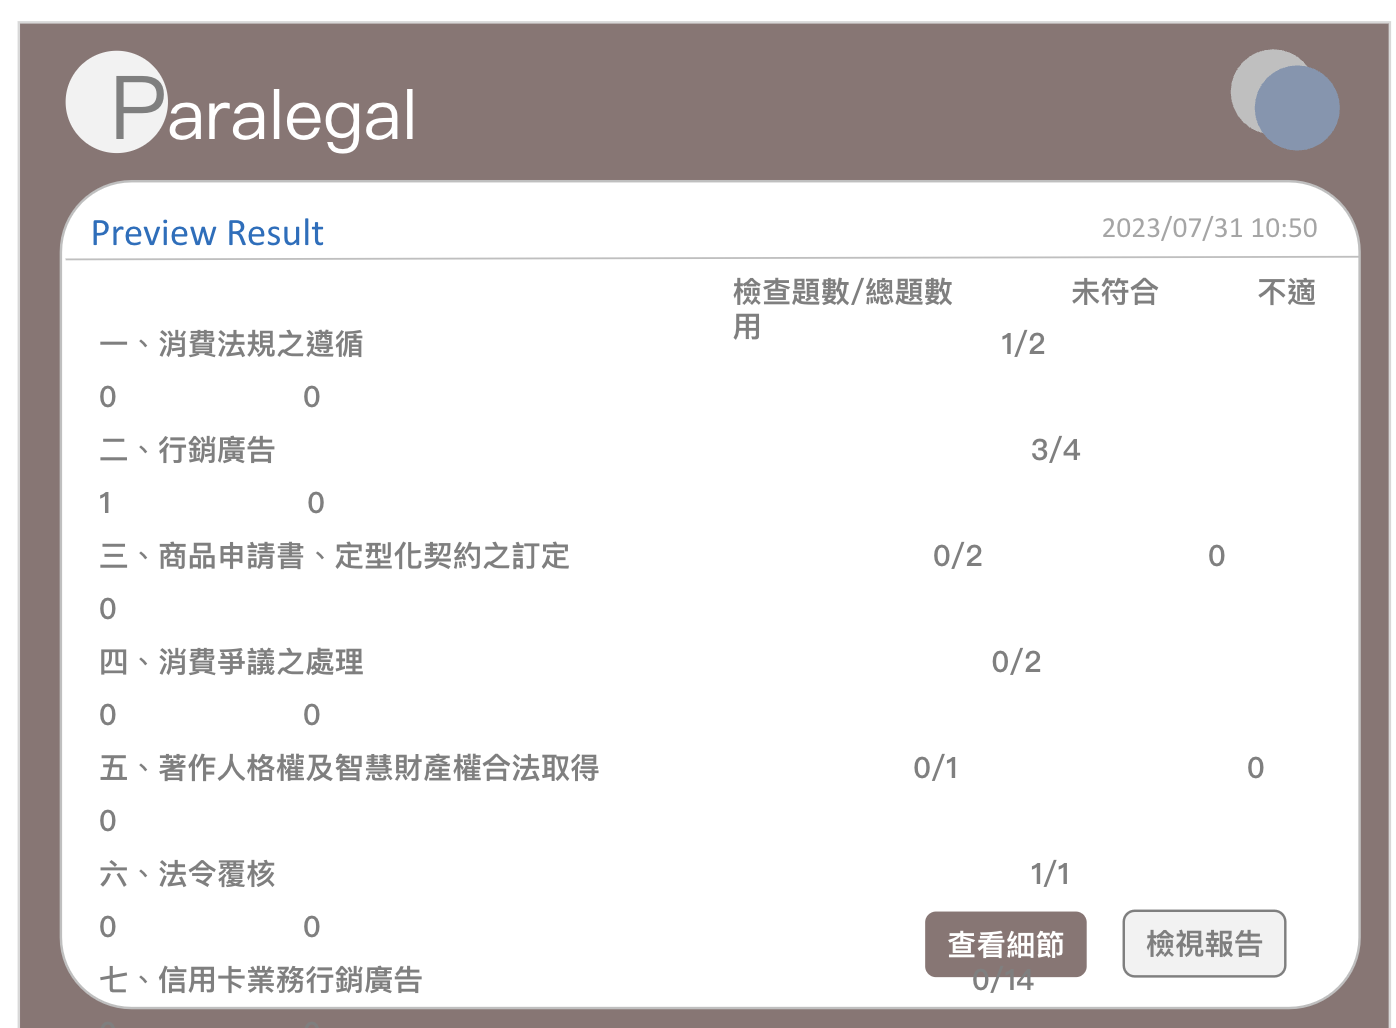 Paralegal
Preview Result 2023/07/31 10:50
檢查題數/總題數 未符合 不適
用
一、消費法規之遵循 1/2
0 0
二、行銷廣告 3/4
1 0
三、商品申請書、定型化契約之訂定 0/2 0
0
四、消費爭議之處理 0/2
0 0
五、著作人格權及智慧財產權合法取得 0/1 0
0
六、法令覆核 1/1
0 0
查看細節 檢視報告
七、信用卡業務行銷廣告 0/14